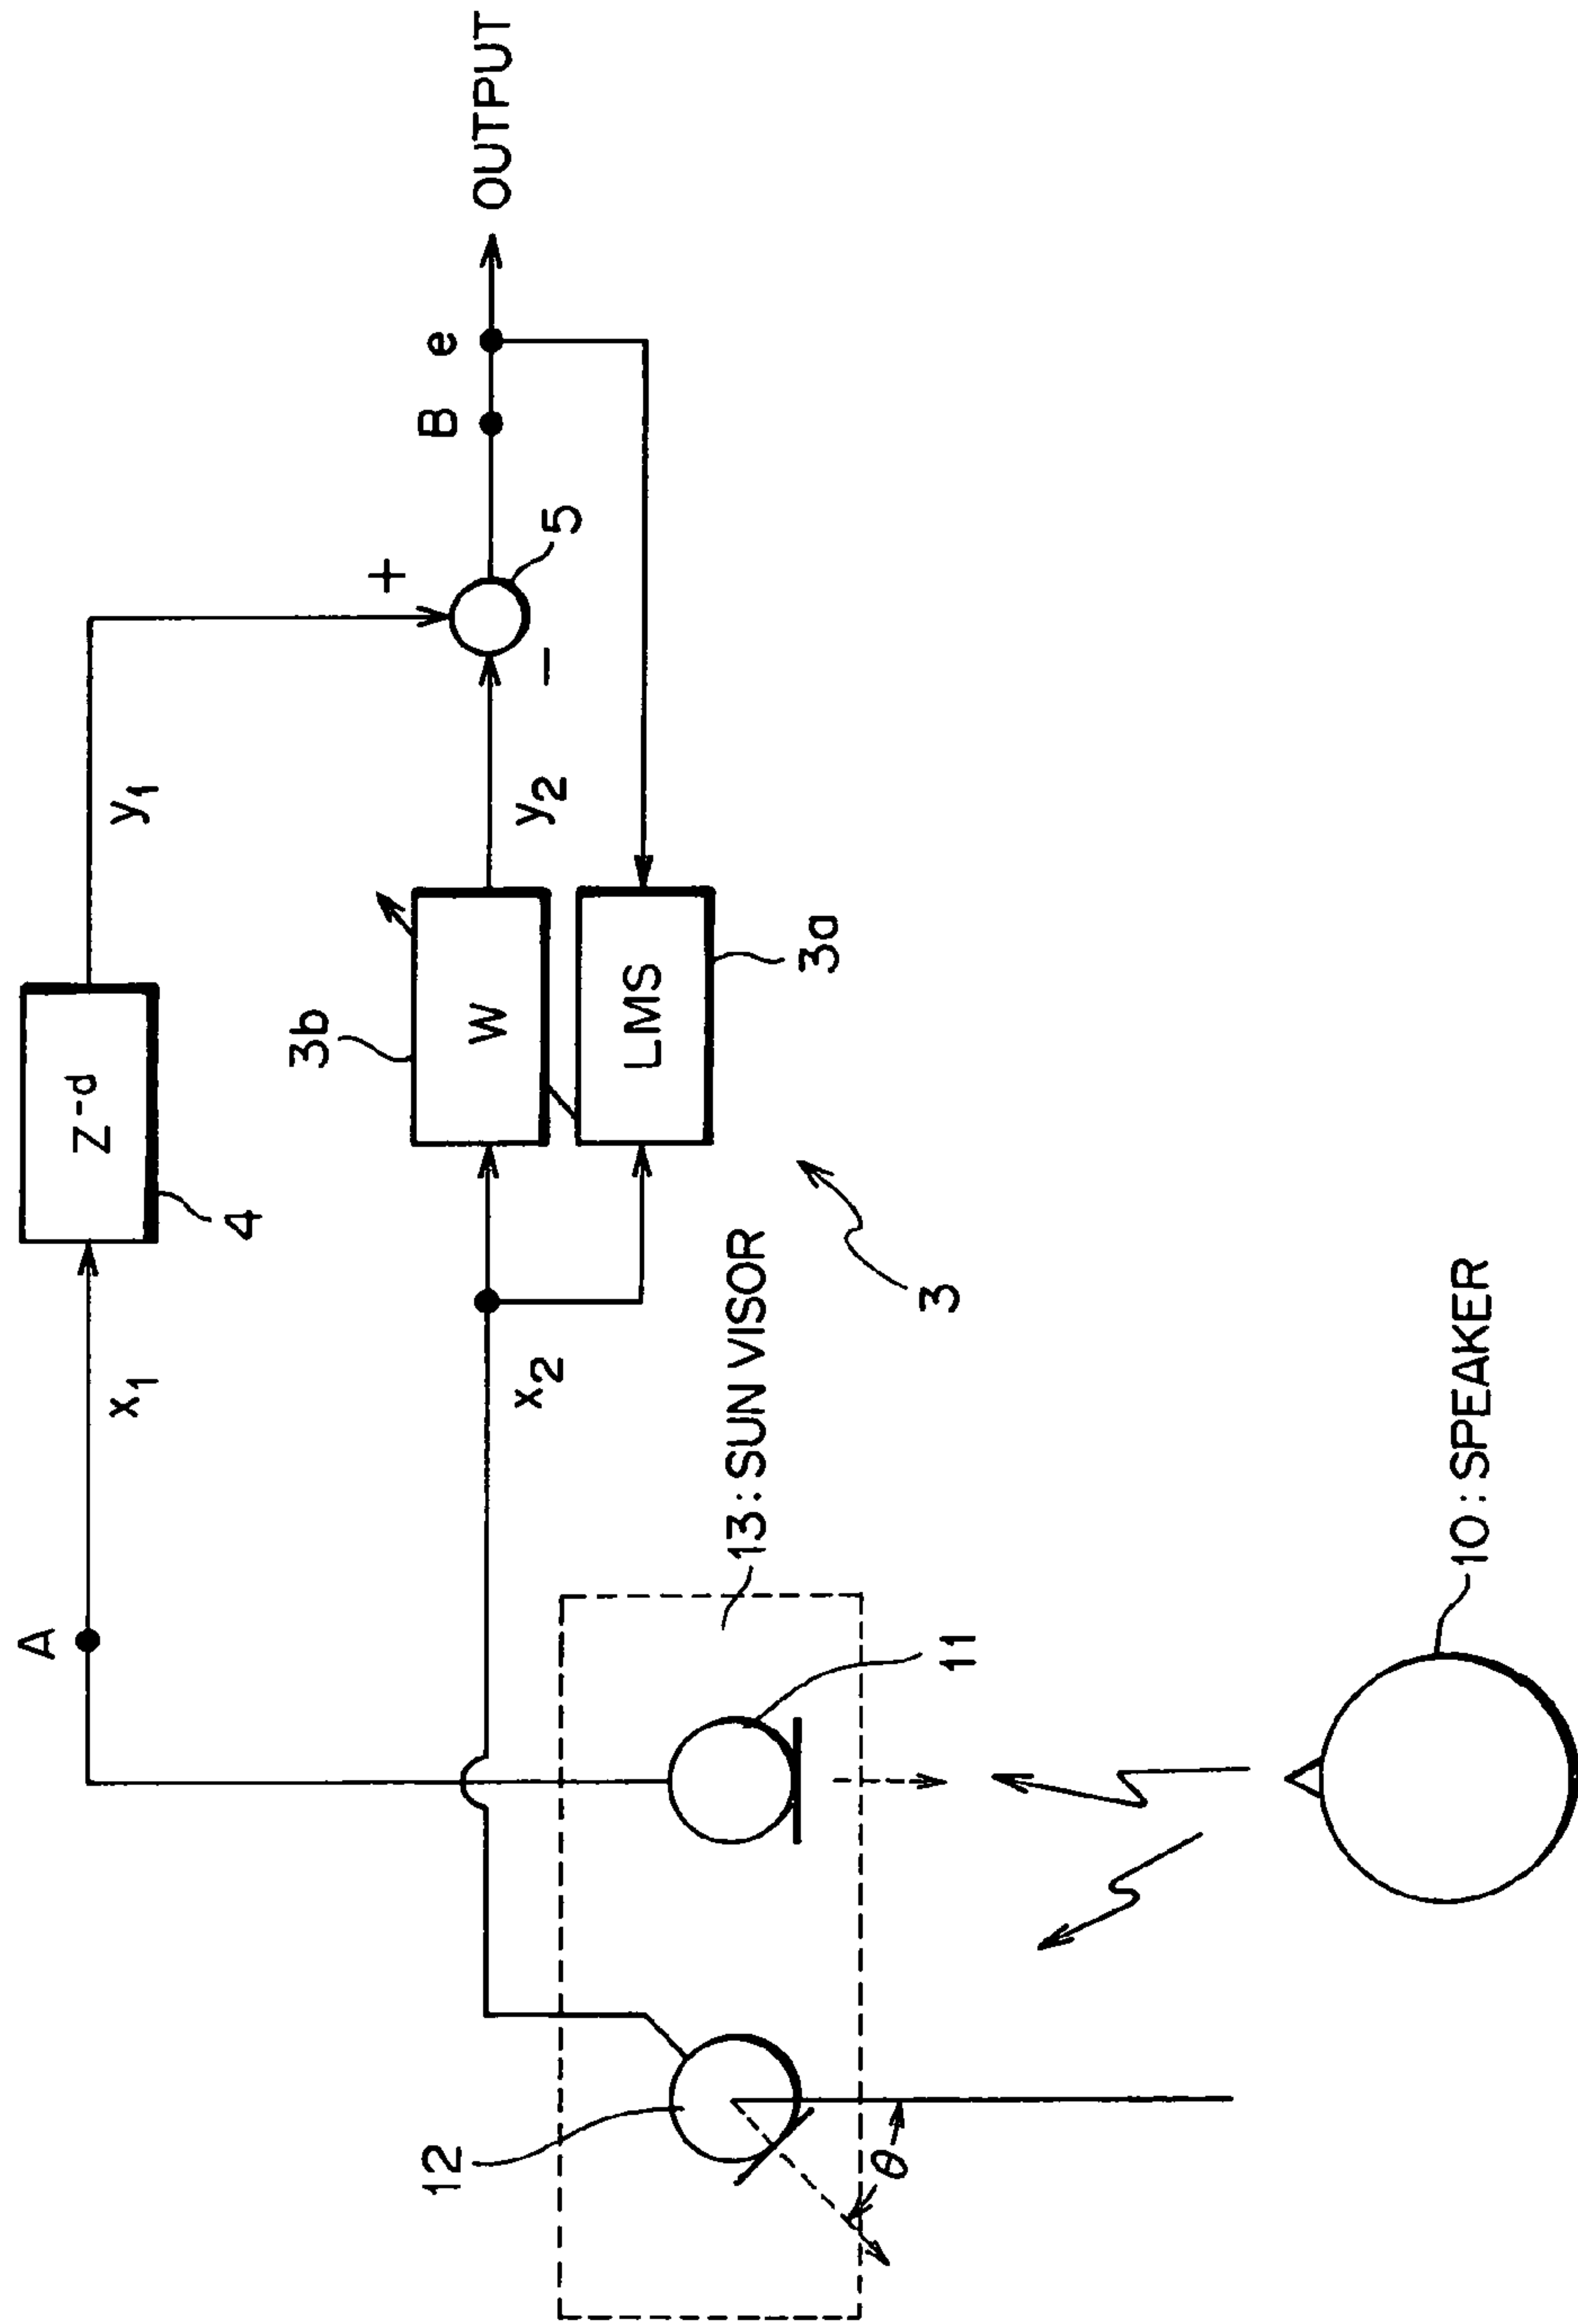 A
x1
4
Z-d
y1
+
12
x2
3b
W
y2
−
5
B
e
OUTPUT
LMS
3a
θ
11
13:SUN VISOR
3
10:SPEAKER